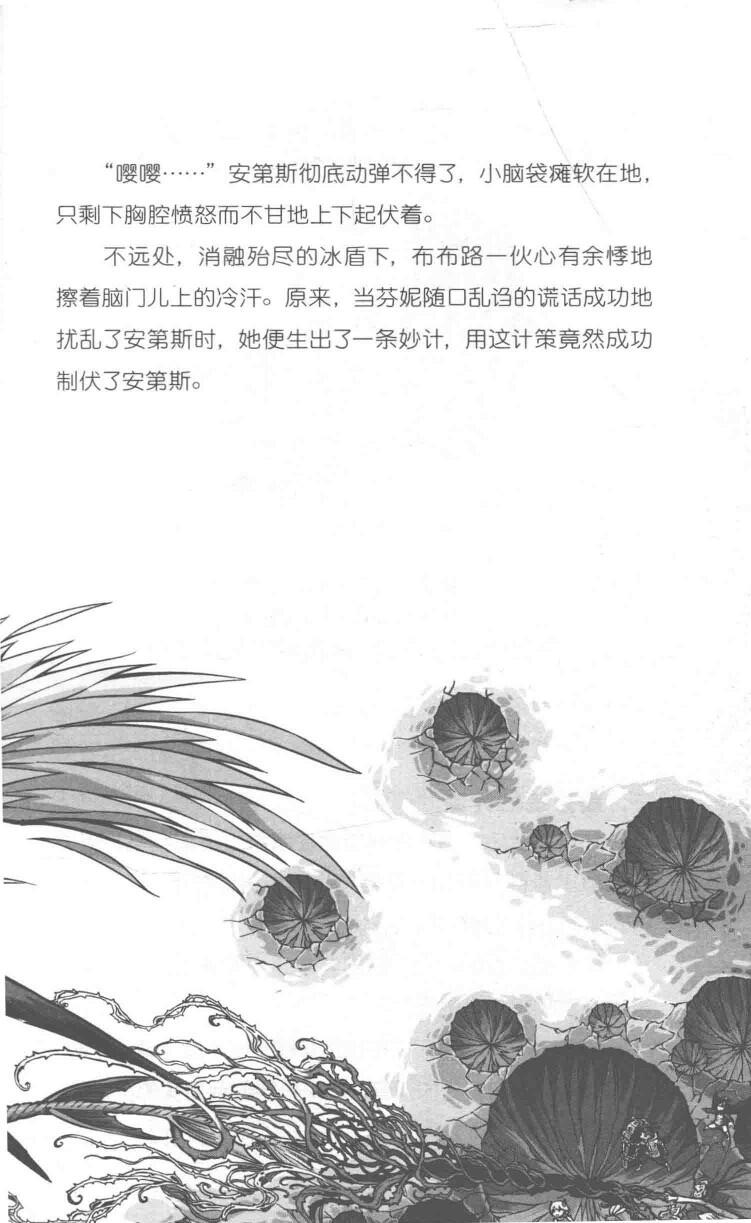 “嘤嘤……”安第斯彻底动弹不得了，小脑袋瘫软在地，
只剩下胸腔愤怒而不甘地上下起伏着。
不远处，消融殆尽的冰盾下，布布路一伙心有余悸地
擦着脑门儿上的冷汗。原来，当芬妮随口乱诌的谎话成功地
扰乱了安第斯时，她便生出了一条妙计，用这计策竟然成功
制伏了安第斯。